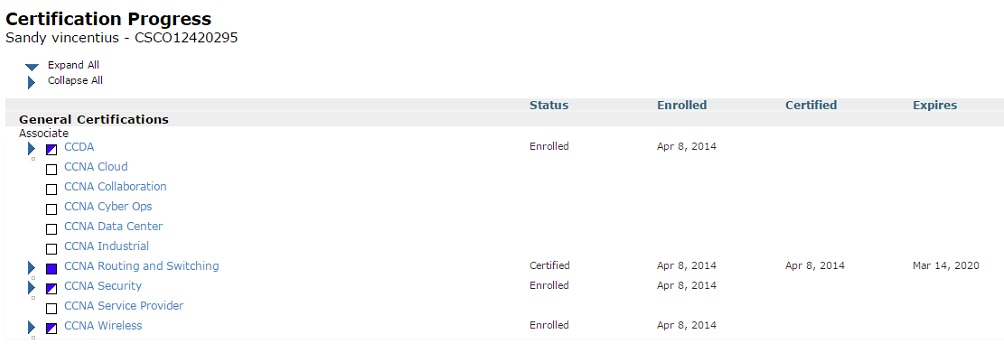 Certification Progress
Sandy vincentius - CSCO12420295
Expand All
Collapse All
Status Enrolled Certified Expires
General Certifications
Associate
CCDA Enrolled Apr 8, 2014
CCNA Cloud
CCNA Collaboration
CCNA Cyber Ops
CCNA Data Center
CCNA Industrial
CCNA Routing and Switching Certified Apr 8, 2014 Apr 8, 2014 Mar 14, 2020
CCNA Security Enrolled Apr 8, 2014
CCNA Service Provider
CCNA Wireless Enrolled Apr 8, 2014